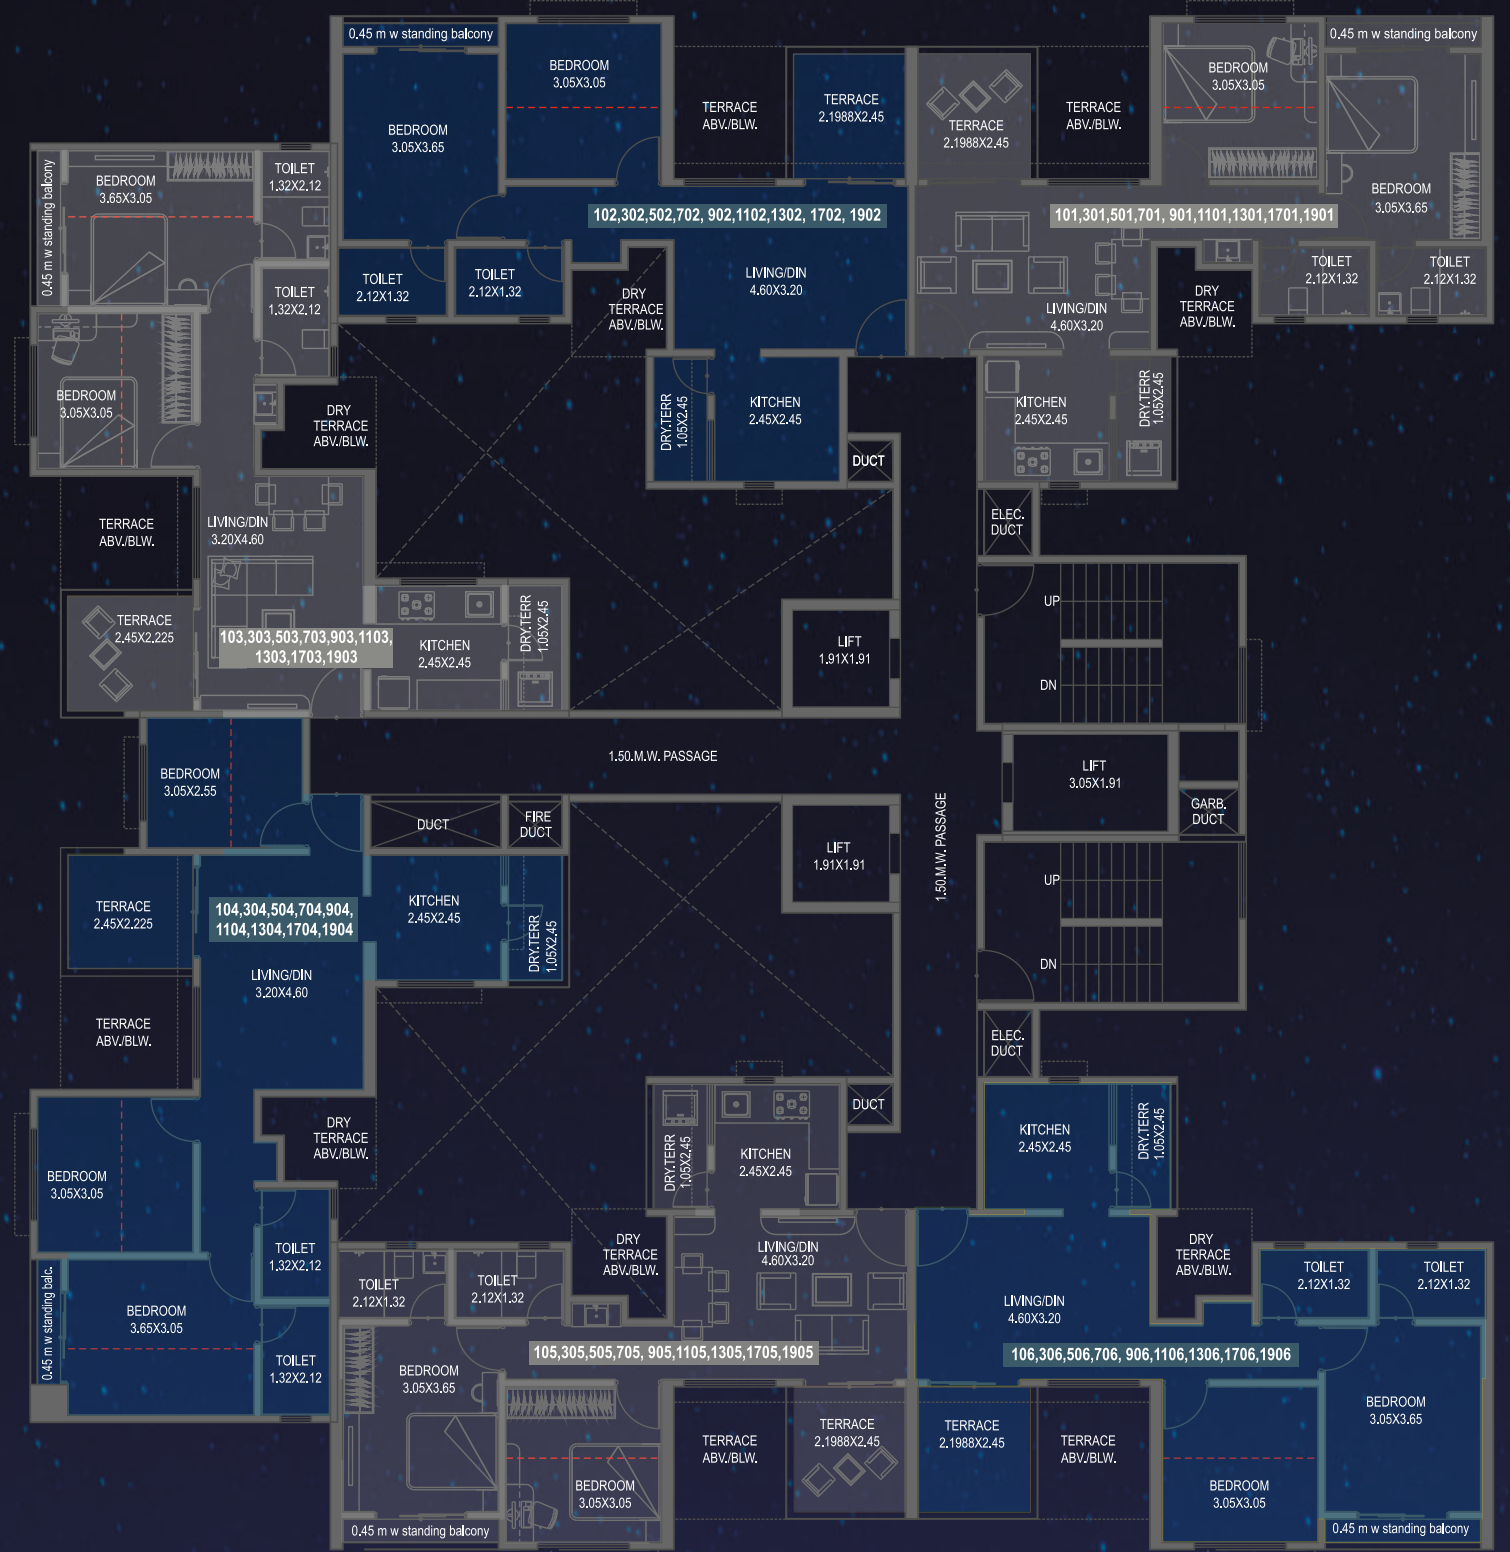 0.45 m w standing balcony
BEDROOM
3.05X3.05
BEDROOM
3.05X3.65
TERRACE
ABV./BLW.
TERRACE
2.1988X2.45
102,302,502,702, 902,1102,1302, 1702, 1902
TOILET
2.12X1.32
TOILET
2.12X1.32
LIVING/DIN
4.60X3.20
DRY
TERRACE
ABV./BLW.
DRY.TERR
1.05X2.45
KITCHEN
2.45X2.45
DUCT
0.45 m w standing balcony
BEDROOM
3.05X3.05
TERRACE
2.1988X2.45
TERRACE
ABV./BLW.
BEDROOM
3.05X3.65
101,301,501,701, 901,1101,1301,1701,1901
TOILET
2.12X1.32
TOILET
2.12X1.32
DRY
TERRACE
ABV./BLW.
LIVING/DIN
4.60X3.20
KITCHEN
2.45X2.45
DRY.TERR
1.05X2.45
ELEC.
DUCT
0.45 m w standing balcony
BEDROOM
3.65X3.05
TOILET
1.32X2.12
TOILET
1.32X2.12
BEDROOM
3.05X3.05
DRY
TERRACE
ABV./BLW.
TERRACE
ABV./BLW.
LIVING/DIN
3.20X4.60
TERRACE
2.45X2.225
103,303,503,703,903,1103,
1303,1703,1903
KITCHEN
2.45X2.45
DRY.TERR
1.05X2.45
LIFT
1.91X1.91
UP
DN
1.50.M.W. PASSAGE
LIFT
3.05X1.91
GARB.
DUCT
1.50.M.W. PASSAGE
LIFT
1.91X1.91
UP
DN
BEDROOM
3.05X2.55
DUCT
FIRE
DUCT
TERRACE
2.45X2.225
104,304,504,704,904,
1104,1304,1704,1904
KITCHEN
2.45X2.45
DRY.TERR
1.05X2.45
LIVING/DIN
3.20X4.60
TERRACE
ABV./BLW.
DRY
TERRACE
ABV./BLW.
BEDROOM
3.05X3.05
TOILET
1.32X2.12
0.45 m w standing balc.
BEDROOM
3.65X3.05
TOILET
1.32X2.12
ELEC.
DUCT
DUCT
DRY.TERR
1.05X2.45
KITCHEN
2.45X2.45
DRY
TERRACE
ABV./BLW.
LIVING/DIN
4.60X3.20
TOILET
2.12X1.32
TOILET
2.12X1.32
105,305,505,705, 905,1105,1305,1705,1905
BEDROOM
3.05X3.65
TERRACE
ABV./BLW.
TERRACE
2.1988X2.45
BEDROOM
3.05X3.05
0.45 m w standing balcony
KITCHEN
2.45X2.45
DRY.TERR
1.05X2.45
DRY
TERRACE
ABV./BLW.
TOILET
2.12X1.32
TOILET
2.12X1.32
LIVING/DIN
4.60X3.20
106,306,506,706, 906,1106,1306,1706,1906
BEDROOM
3.05X3.65
TERRACE
2.1988X2.45
TERRACE
ABV./BLW.
BEDROOM
3.05X3.05
0.45 m w standing balcony